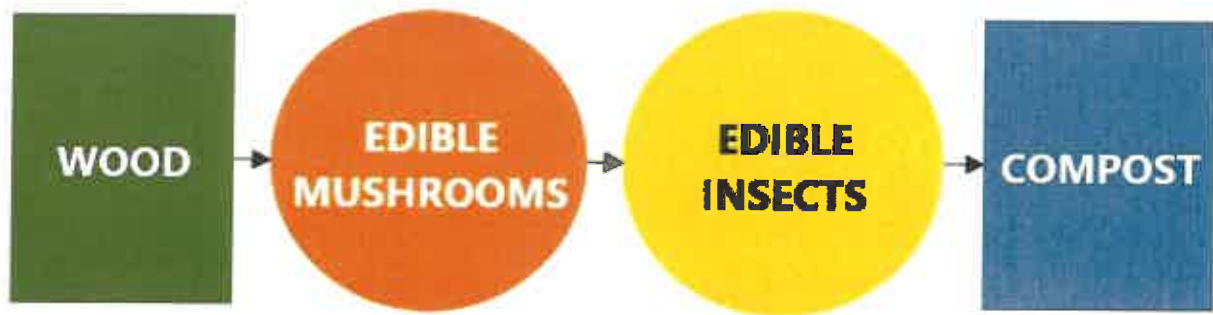 WOOD
EDIBLE
MUSHROOMS
EDIBLE
INSECTS
COMPOST